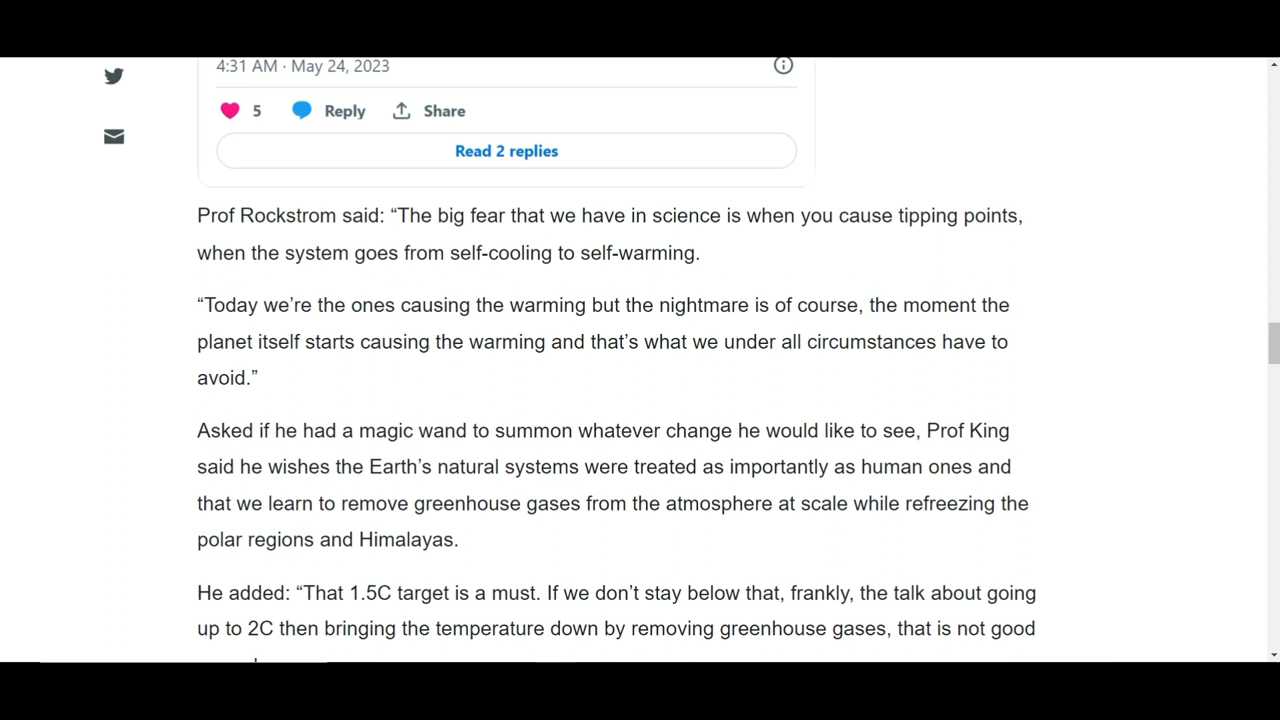 4:31 AM · May 24, 2023
5 Reply Share
Read 2 replies
Prof Rockstrom said: “The big fear that we have in science is when you cause tipping points,
when the system goes from self-cooling to self-warming.
“Today we’re the ones causing the warming but the nightmare is of course, the moment the
planet itself starts causing the warming and that’s what we under all circumstances have to
avoid.”
Asked if he had a magic wand to summon whatever change he would like to see, Prof King
said he wishes the Earth’s natural systems were treated as importantly as human ones and
that we learn to remove greenhouse gases from the atmosphere at scale while refreezing the
polar regions and Himalayas.
He added: “That 1.5C target is a must. If we don’t stay below that, frankly, the talk about going
up to 2C then bringing the temperature down by removing greenhouse gases, that is not good